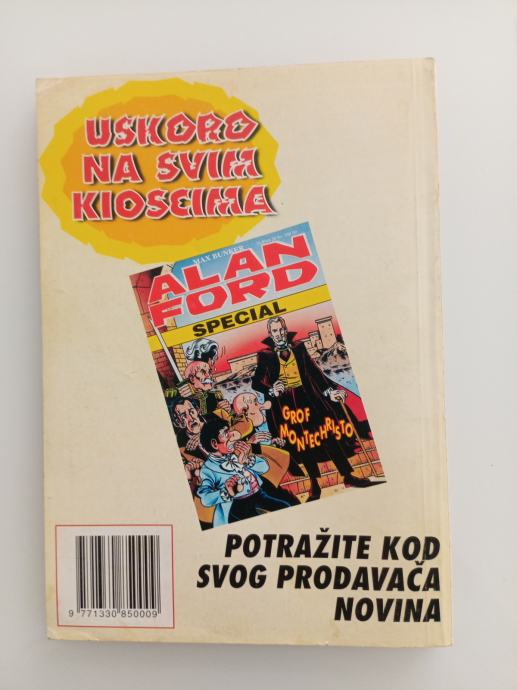 USKORO
NA SVIM
KIOSCIMA
MAX BUNKER
ALAN
FORD
SPECIAL
GROF
MONTECHRISTO
POTRAŽITE KOD
SVOG PRODAVAČA
NOVINA
9 771330 850009